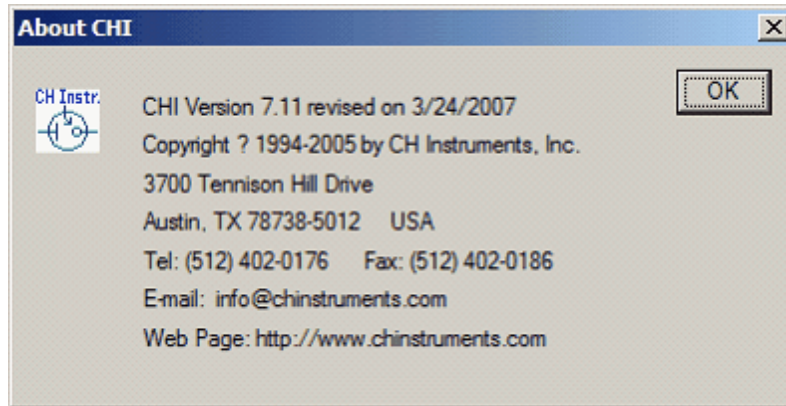 About CHI
OK
CH Instr.
CHI Version 7.11 revised on 3/24/2007
Copyright ? 1994-2005 by CH Instruments, Inc.
3700 Tennison Hill Drive
Austin, TX 78738-5012 USA
Tel: (512) 402-0176 Fax: (512) 402-0186
E-mail: info@chinstruments.com
Web Page: http://www.chinstruments.com